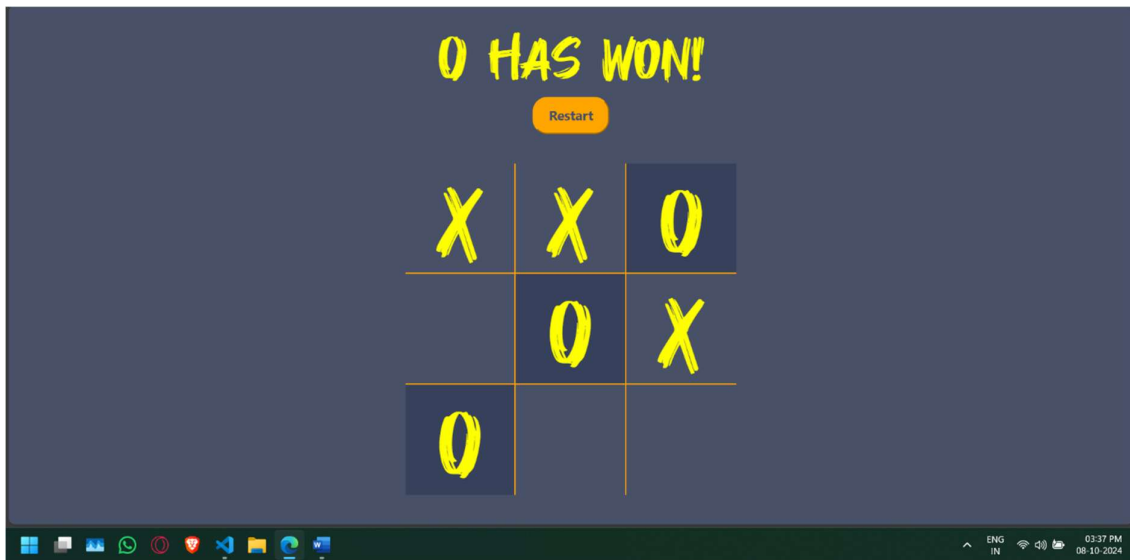 O HAS WON!
Restart
X X O
O X
O
ENG
IN
03:37 PM
08-10-2024